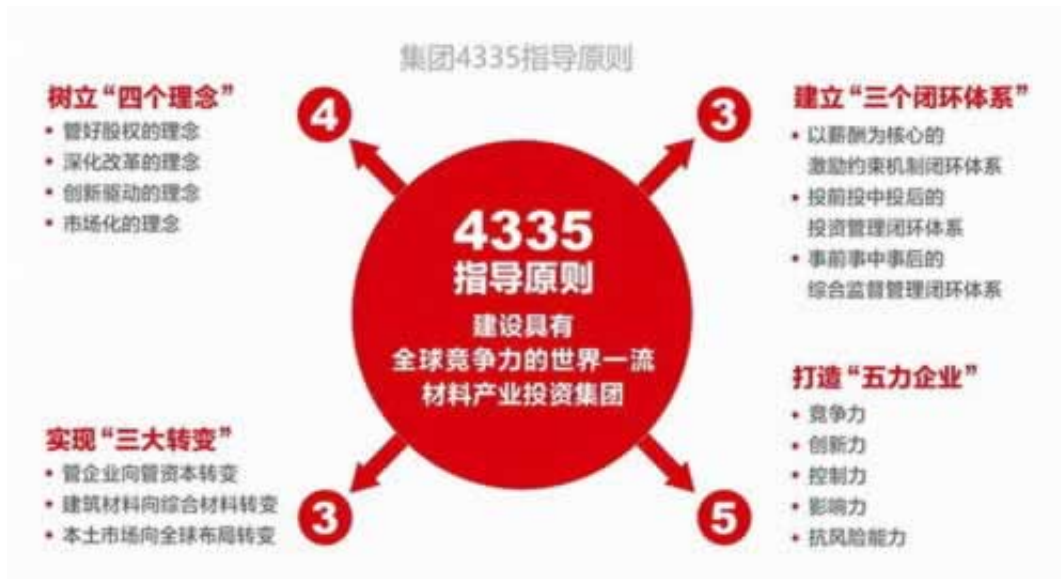 集团4335指导原则
树立“四个理念”
• 管好股权的理念
• 深化改革的理念
• 创新驱动的理念
• 市场化的理念
4
3
建立“三个闭环体系”
• 以薪酬为核心的
激励约束机制闭环体系
• 投前投中投后的
投资管理闭环体系
• 事前事中事后的
综合监督管理闭环体系
4335
指导原则
建设具有
全球竞争力的世界一流
材料产业投资集团
实现“三大转变”
• 管企业向管资本转变
• 建筑材料向综合材料转变
• 本土市场向全球布局转变
3
5
打造“五力企业”
• 竞争力
• 创新力
• 控制力
• 影响力
• 抗风险能力